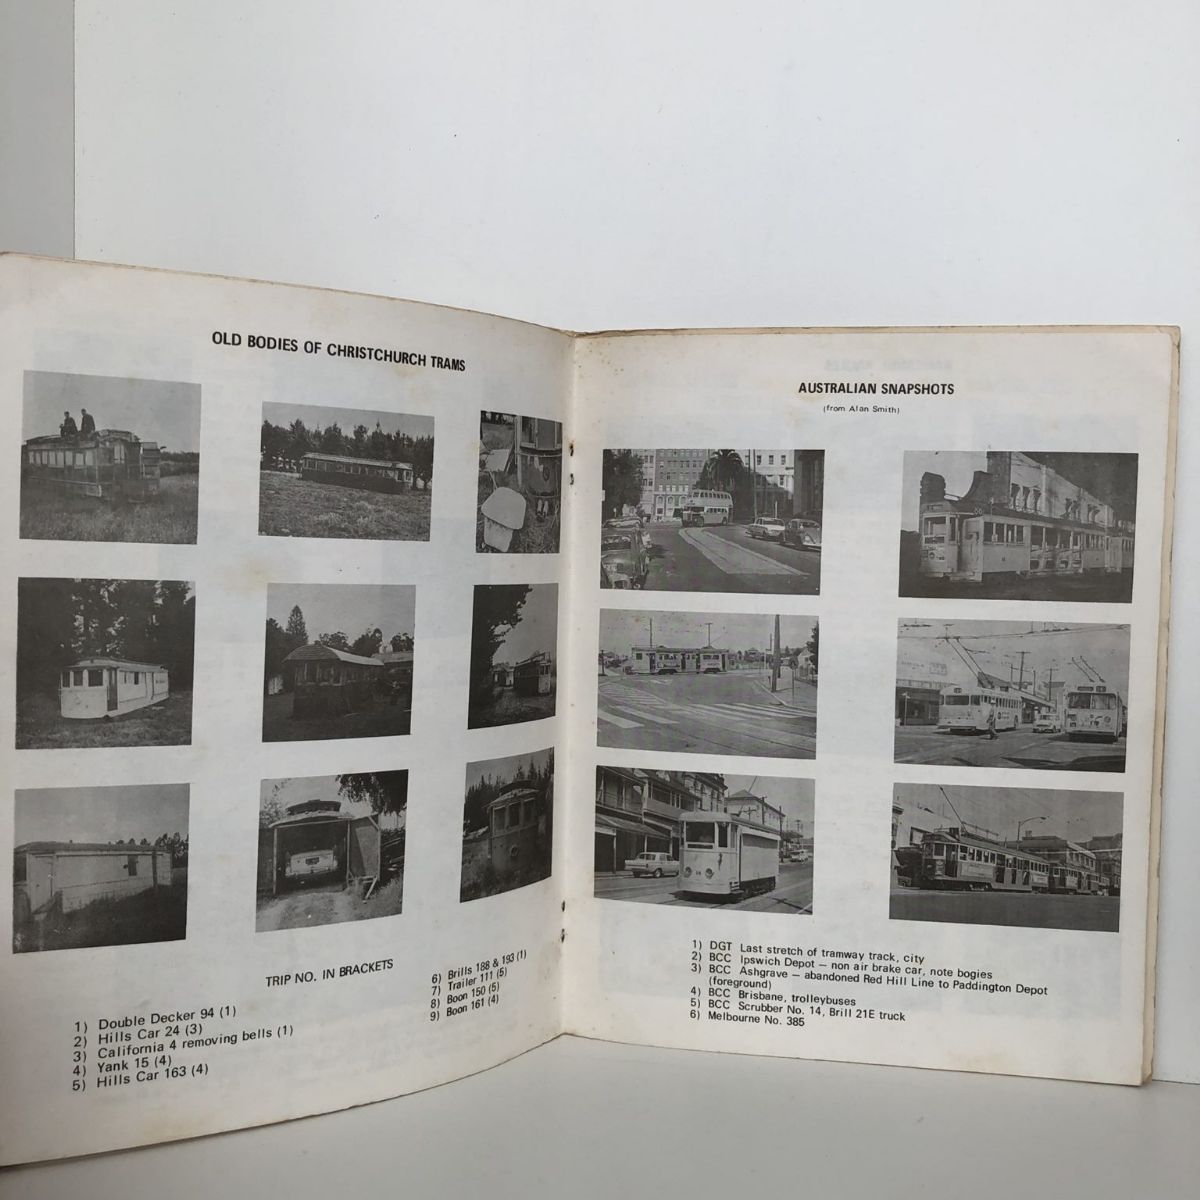 OLD BODIES OF CHRISTCHURCH TRAMS
TRIP NO. IN BRACKETS
1) Double Decker 94 (1)
2) Hills Car 24 (3)
3) California 4 removing bells (1)
4) Yank 15 (4)
5) Hills Car 163 (4)
6) Brills 188 & 193 (1)
7) Trailer 111 (5)
8) Boon 150 (5)
9) Boon 161 (4)
AUSTRALIAN SNAPSHOTS
(from Alan Smith)
1) DGT Last stretch of tramway track, city
2) BCC Ipswich Depot — non air brake car, note bogies
3) BCC Ashgrave — abandoned Red Hill Line to Paddington Depot
(foreground)
4) BCC Brisbane, trolleybuses
5) BCC Scrubber No. 14, Brill 21E truck
6) Melbourne No. 385